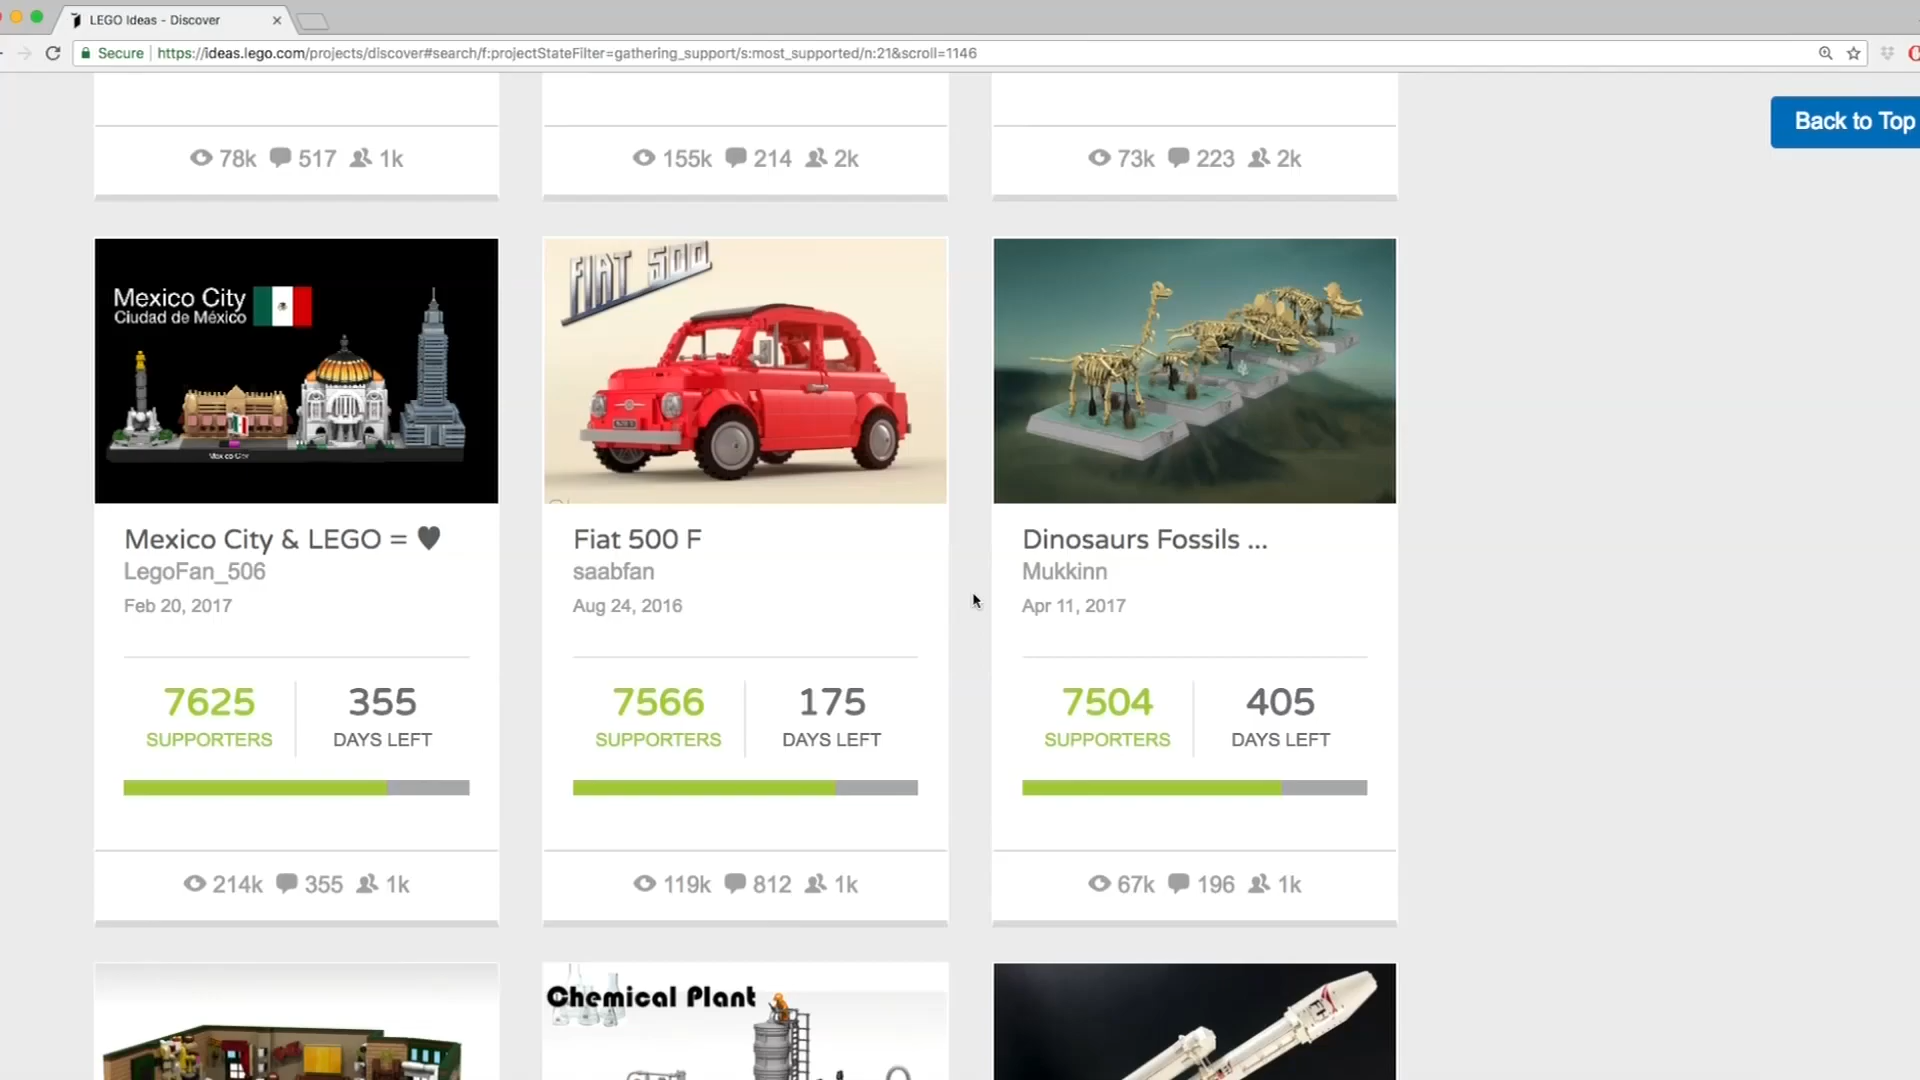 LEGO Ideas - Discover
Secure https://ideas.lego.com/projects/discover#search/f:projectStateFilter=gathering_support/s:most_supported/n:21&scroll=1146
Back to Top
78k 517 1k
155k 214 2k
73k 223 2k
Mexico City
Ciudad de México
Mexico City
FIAT 500
Mexico City & LEGO = ♥
LegoFan_506
Feb 20, 2017
7625 355
SUPPORTERS DAYS LEFT
214k 355 1k
Fiat 500 F
saabfan
Aug 24, 2016
7566 175
SUPPORTERS DAYS LEFT
119k 812 1k
Dinosaurs Fossils ...
Mukkinn
Apr 11, 2017
7504 405
SUPPORTERS DAYS LEFT
67k 196 1k
Chemical Plant